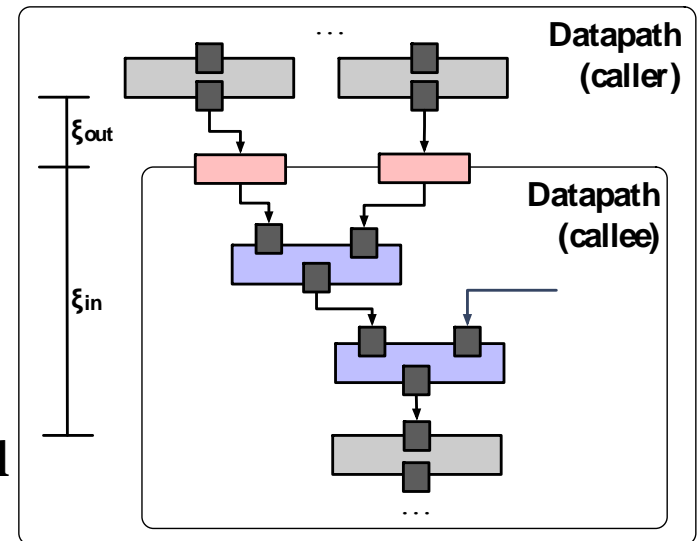 ...
Datapath
(caller)
ξout
Datapath
(callee)
ξin
...